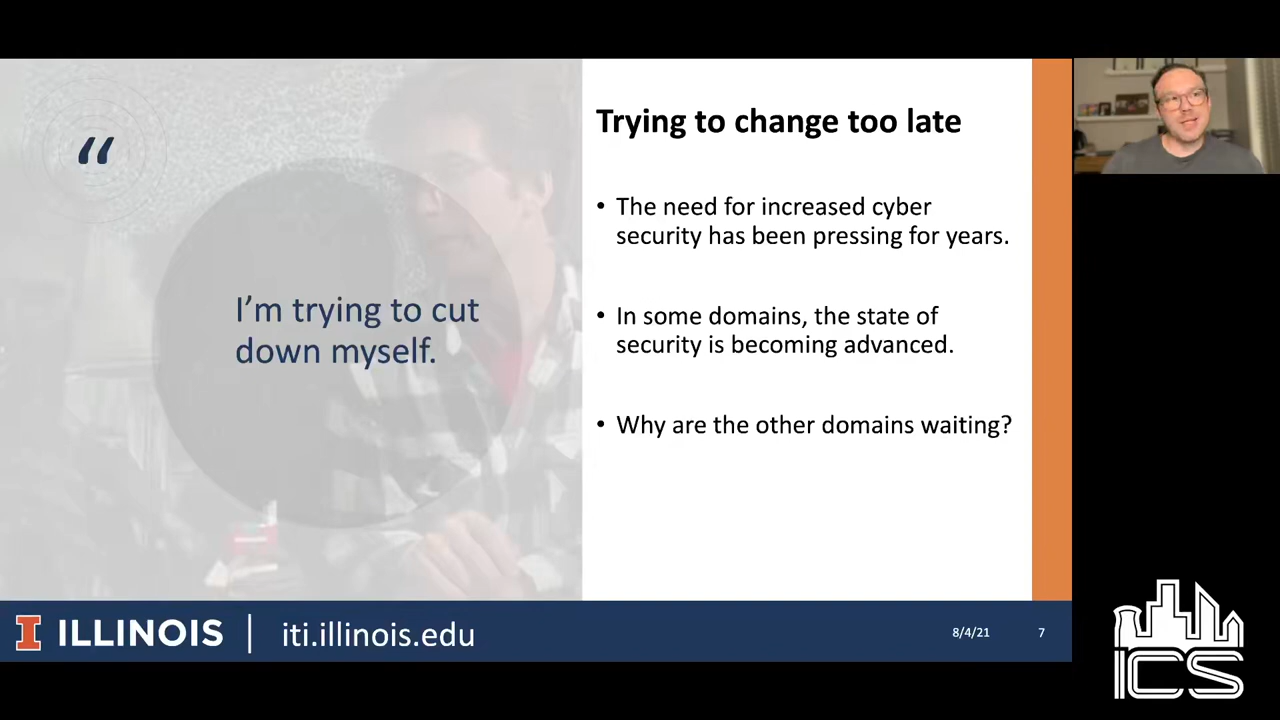 “
I’m trying to cut
down myself.
Trying to change too late
• The need for increased cyber
security has been pressing for years.
• In some domains, the state of
security is becoming advanced.
• Why are the other domains waiting?
I ILLINOIS | iti.illinois.edu
8/4/21
7
ICS